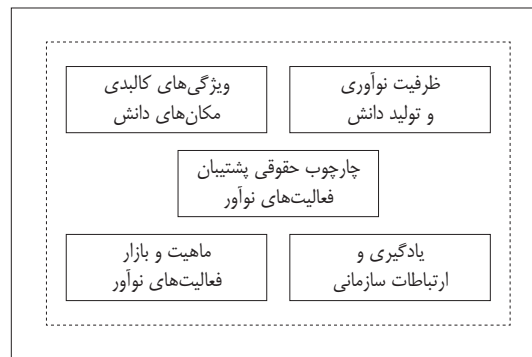 ظرفیت نوآوری
و تولید دانش
ویژگی‌های کالبدی
مکان‌های دانش
چارچوب حقوقی پشتیبان
فعالیت‌های نوآور
یادگیری و
ارتباطات سازمانی
ماهیت و بازار
فعالیت‌های نوآور